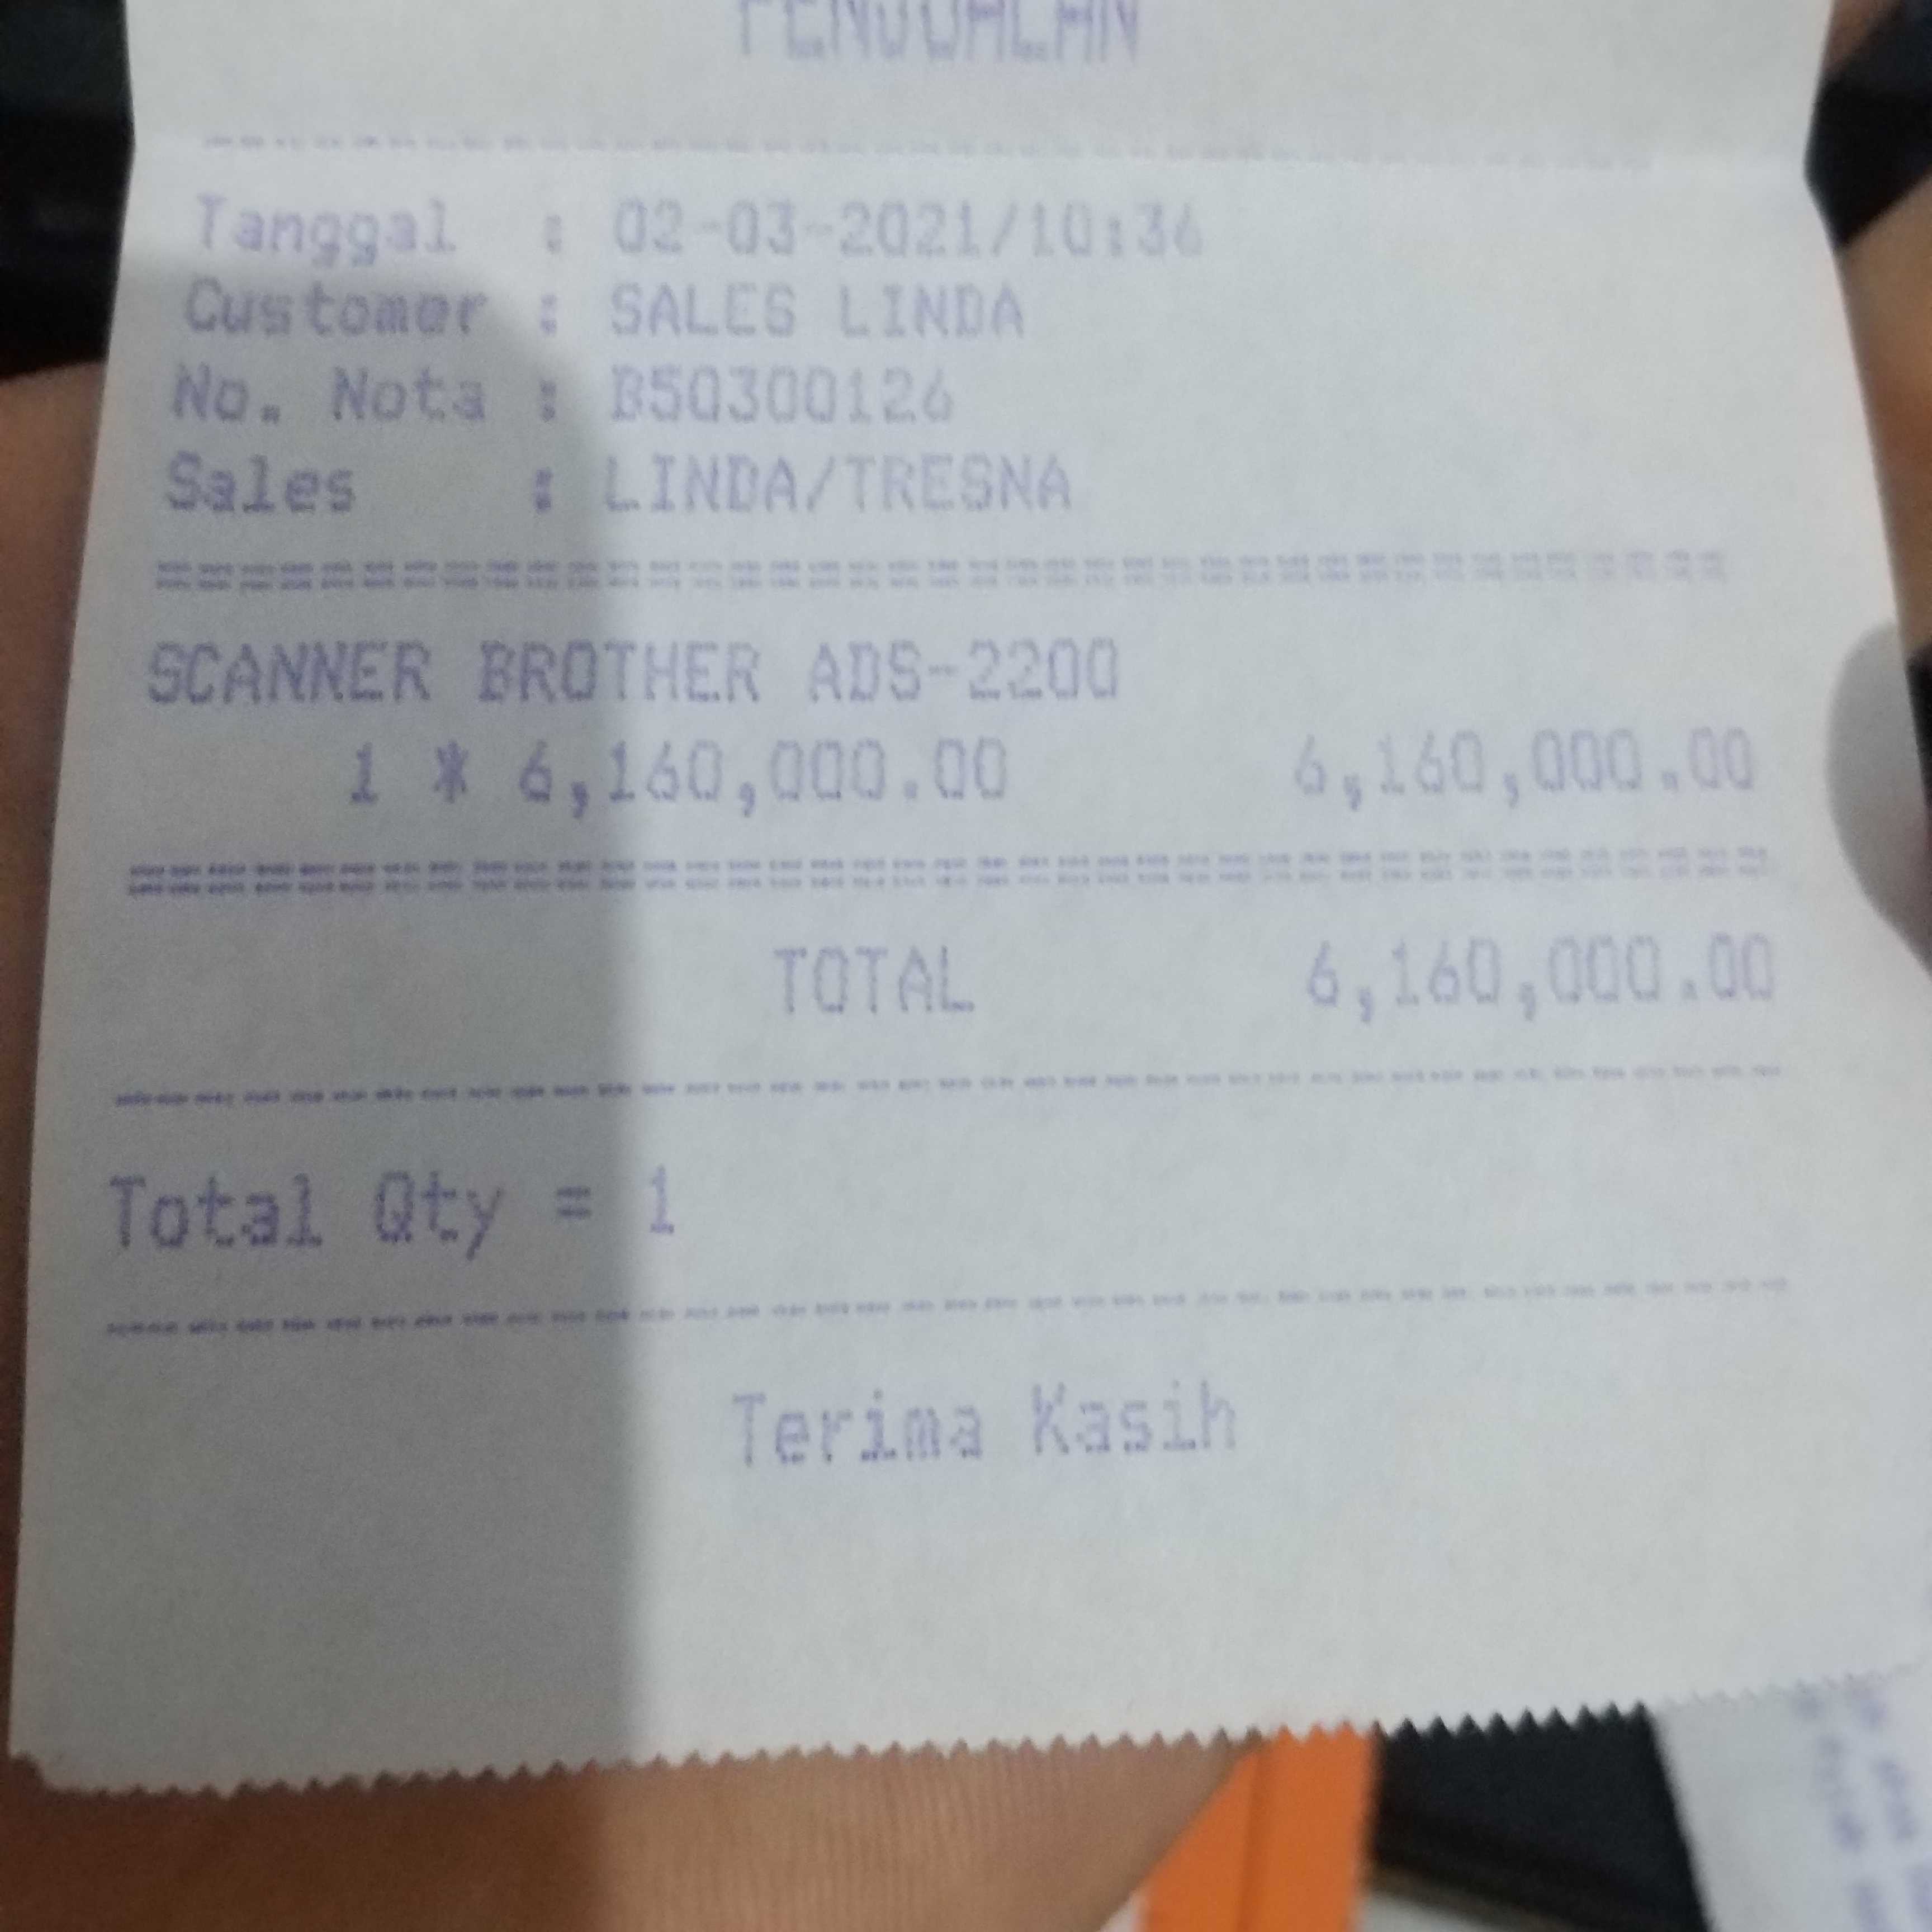 PENJUALAN
Tanggal : 02-03-2021/10:36
Customer : SALES LINDA
No. Nota : B50300126
Sales : LINDA/TRESNA
SCANNER BROTHER ADS-2200
1 * 6,160,000.00 6,160,000.00
TOTAL 6,160,000.00
Total Qty = 1
Terima Kasih